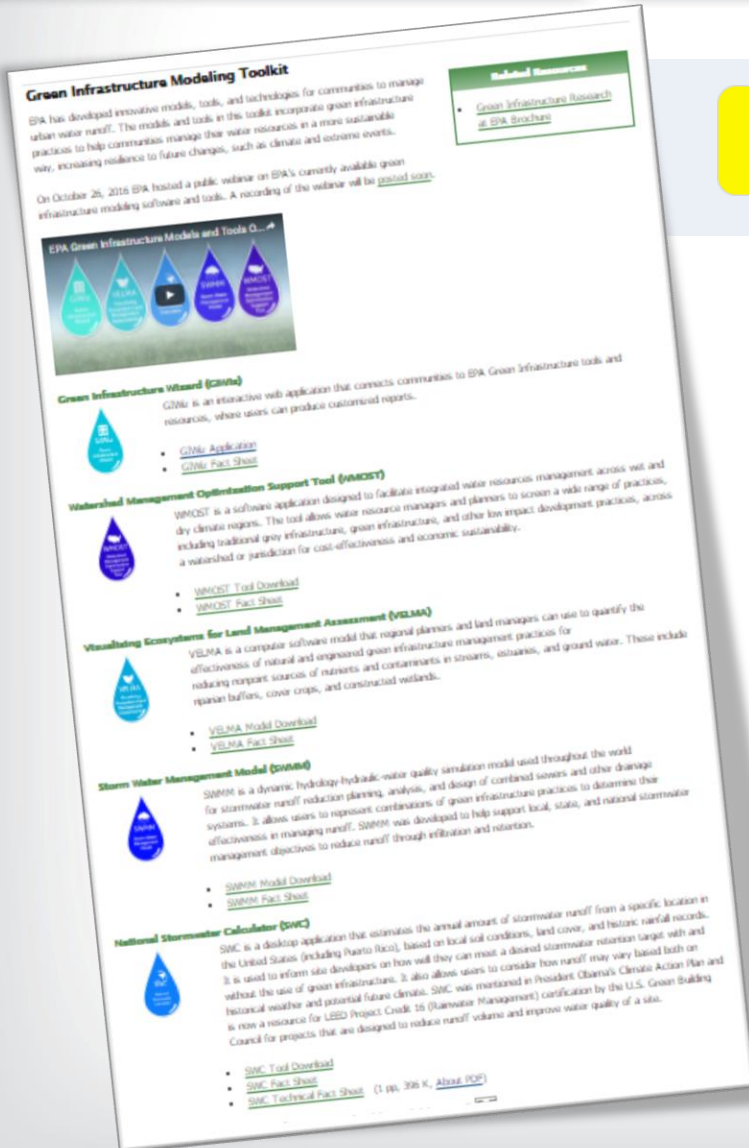 Green Infrastructure Modeling Toolkit
EPA has developed innovative models, tools, and technologies for communities to manage
urban water runoff. The models and tools in this toolkit incorporate green infrastructure
practices to help communities manage their water resources in a more sustainable
way, increasing resilience to future changes, such as climate and extreme events.
On October 26, 2016 EPA hosted a public webinar on EPA's currently available green
infrastructure modeling software and tools. A recording of the webinar will be posted soon.
Related Resources
Green Infrastructure Research
at EPA Brochure
EPA Green Infrastructure Models and Tools O...
GIWiz
VELMA
SWMM
WMOST
Green Infrastructure Wizard (GIWiz)
GIWiz is an interactive web application that connects communities to EPA Green Infrastructure tools and
resources, where users can produce customized reports.
GIWiz Application
GIWiz Fact Sheet
Watershed Management Optimization Support Tool (WMOST)
WMOST
WMOST is a software application designed to facilitate integrated water resources management across wet and
dry climate regions. The tool allows water resource managers and planners to screen a wide range of practices,
including traditional grey infrastructure, green infrastructure, and other low impact development practices, across
a watershed or jurisdiction for cost-effectiveness and economic sustainability.
WMOST Tool Download
WMOST Fact Sheet
Visualizing Ecosystems for Land Management Assessment (VELMA)
VELMA
VELMA is a computer software model that regional planners and land managers can use to quantify the
effectiveness of natural and engineered green infrastructure management practices for
reducing nonpoint sources of nutrients and contaminants in streams, estuaries, and ground water. These include
riparian buffers, cover crops, and constructed wetlands.
VELMA Model Download
VELMA Fact Sheet
Storm Water Management Model (SWMM)
SWMM
SWMM is a dynamic hydrology-hydraulic-water quality simulation model used throughout the world
for stormwater runoff reduction planning, analysis, and design of combined sewers and other drainage
systems. It allows users to represent combinations of green infrastructure practices to determine their
effectiveness in managing runoff. SWMM was developed to help support local, state, and national stormwater
management objectives to reduce runoff through infiltration and retention.
SWMM Model Download
SWMM Fact Sheet
National Stormwater Calculator (SWC)
SWC is a desktop application that estimates the annual amount of stormwater runoff from a specific location in
the United States (including Puerto Rico), based on local soil conditions, land cover, and historic rainfall records.
It is used to inform site developers on how well they can meet a desired stormwater retention target with and
without the use of green infrastructure. It also allows users to consider how runoff may vary based both on
historical weather and potential future climate. SWC was mentioned in President Obama's Climate Action Plan and
is now a resource for LEED Project Credit 16 (Rainwater Management) certification by the U.S. Green Building
Council for projects that are designed to reduce runoff volume and improve water quality of a site.
SWC Tool Download
SWC Fact Sheet
SWC Technical Fact Sheet (1 pp, 396 K, About PDF)